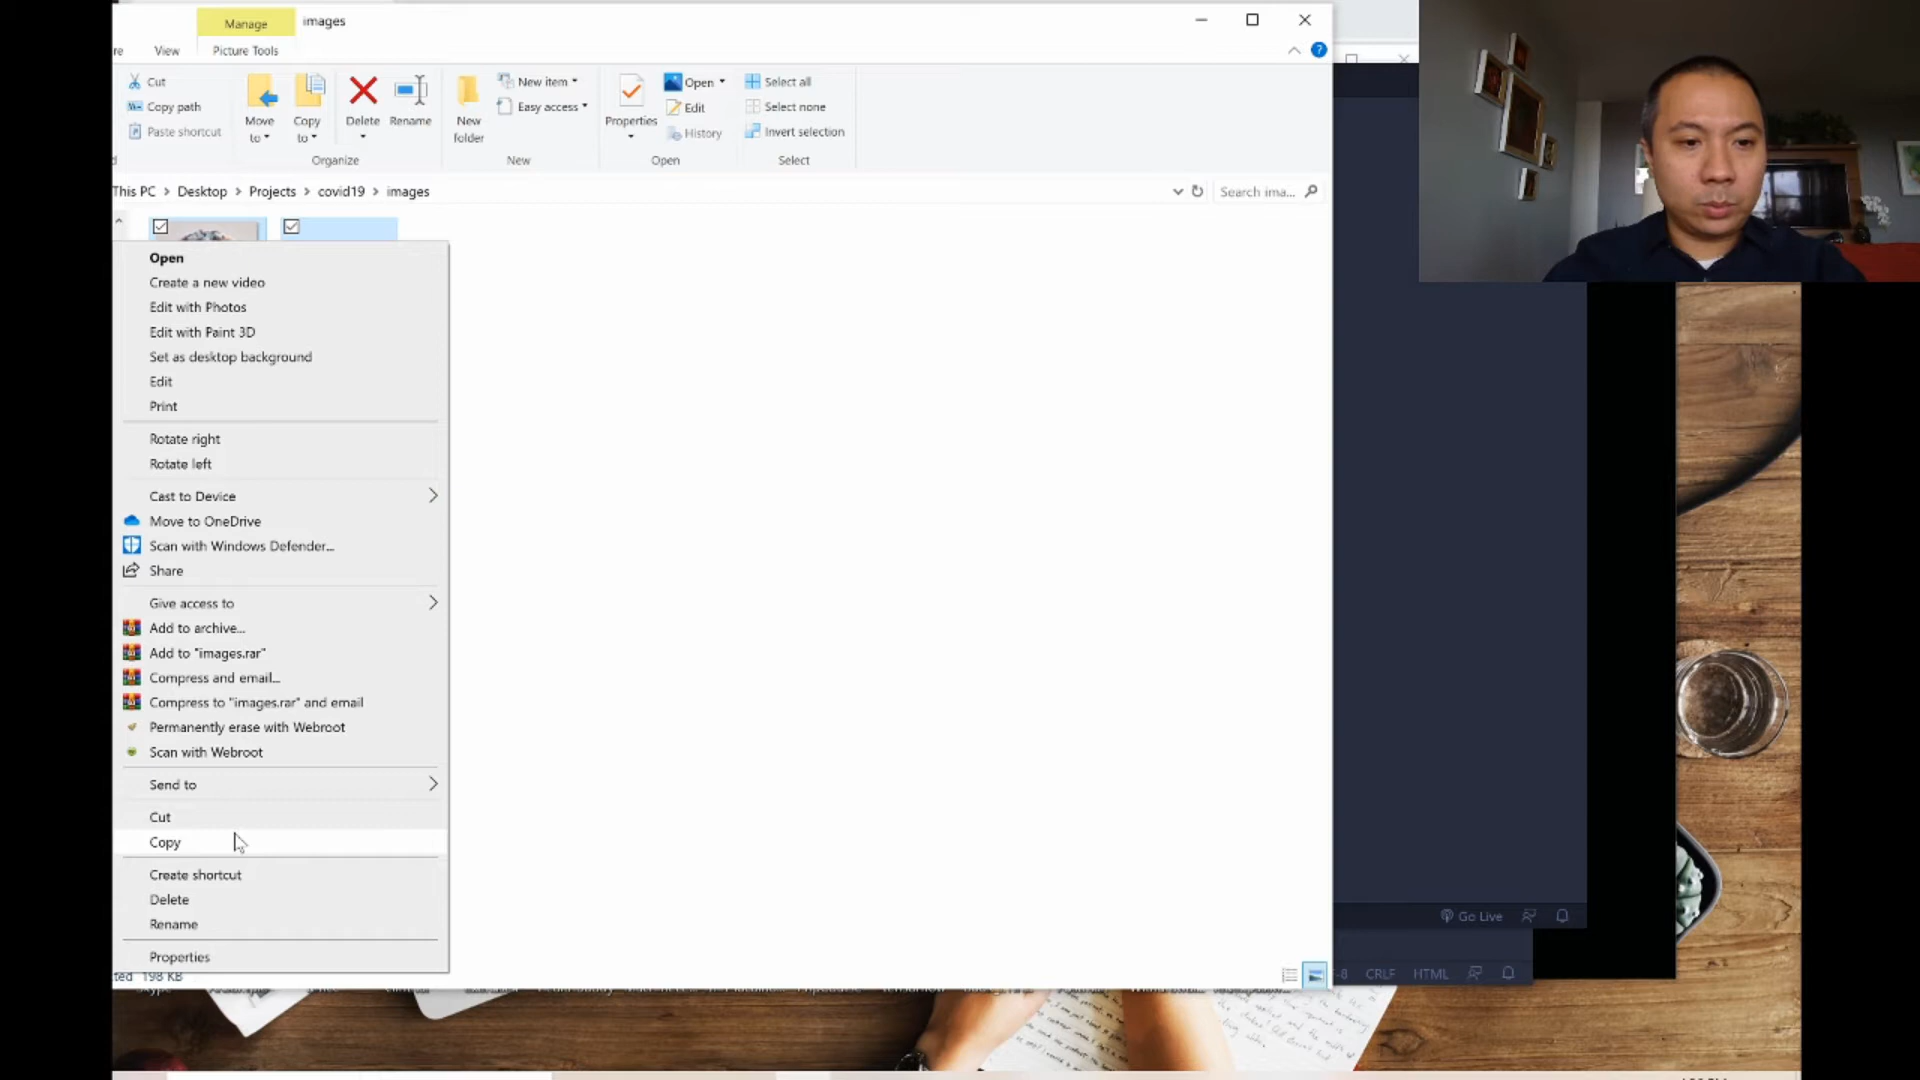 Manage images
re View Picture Tools
Cut
Copy path
Paste shortcut
Move to
Copy to
Delete
Rename
New folder
New item
Easy access
Properties
Open
Edit
History
Select all
Select none
Invert selection
Organize New Open Select
This PC > Desktop > Projects > covid19 > images
Search ima...
Open
Create a new video
Edit with Photos
Edit with Paint 3D
Set as desktop background
Edit
Print
Rotate right
Rotate left
Cast to Device
Move to OneDrive
Scan with Windows Defender...
Share
Give access to
Add to archive...
Add to "images.rar"
Compress and email...
Compress to "images.rar" and email
Permanently erase with Webroot
Scan with Webroot
Send to
Cut
Copy
Create shortcut
Delete
Rename
Properties
ted 198 KB
Go Live
F-8 CRLF HTML